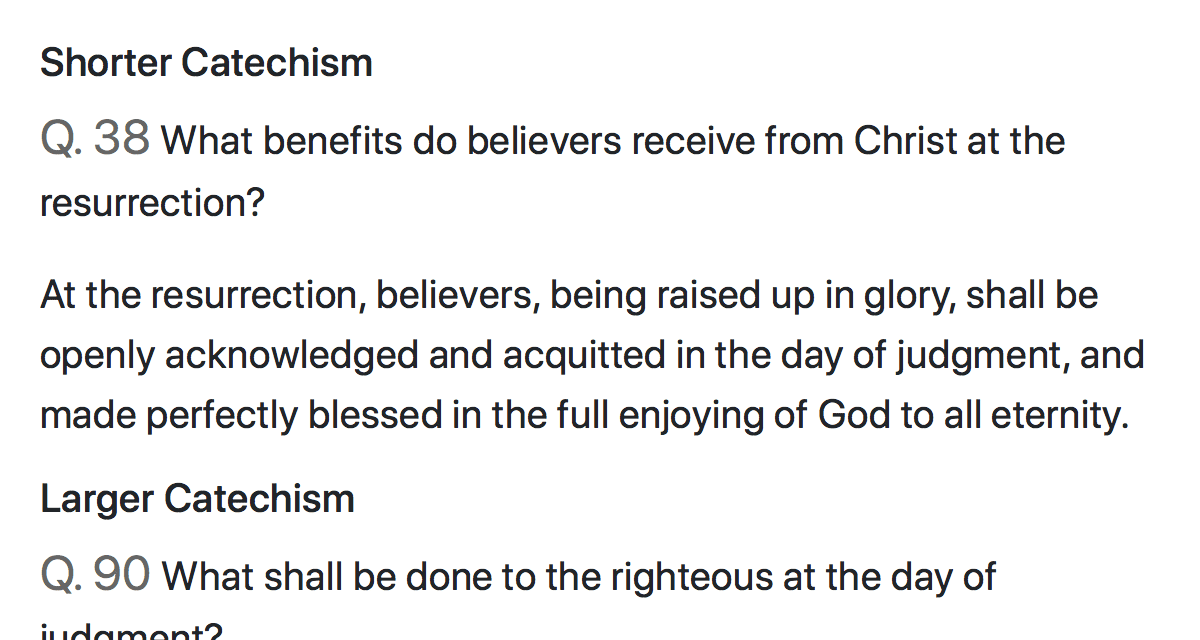 Shorter Catechism
Q. 38 What benefits do believers receive from Christ at the
resurrection?
At the resurrection, believers, being raised up in glory, shall be
openly acknowledged and acquitted in the day of judgment, and
made perfectly blessed in the full enjoying of God to all eternity.
Larger Catechism
Q. 90 What shall be done to the righteous at the day of
judgment?